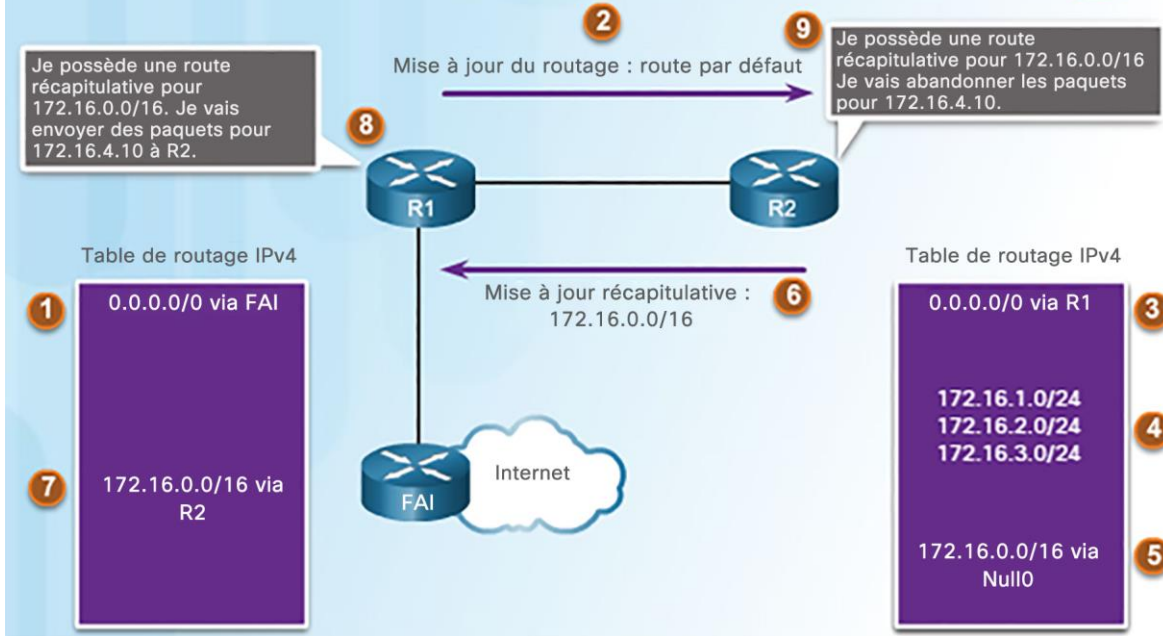 2
9
Je possède une route
récapitulative pour
172.16.0.0/16. Je vais
envoyer des paquets pour
172.16.4.10 à R2.
8
Mise à jour du routage : route par défaut
Je possède une route
récapitulative pour 172.16.0.0/16
Je vais abandonner les paquets
pour 172.16.4.10.
R1
R2
Table de routage IPv4
1
0.0.0.0/0 via FAI
7
172.16.0.0/16 via
R2
Mise à jour récapitulative :
172.16.0.0/16
6
FAI
Internet
Table de routage IPv4
0.0.0.0/0 via R1
3
172.16.1.0/24
172.16.2.0/24
172.16.3.0/24
4
172.16.0.0/16 via
Null0
5